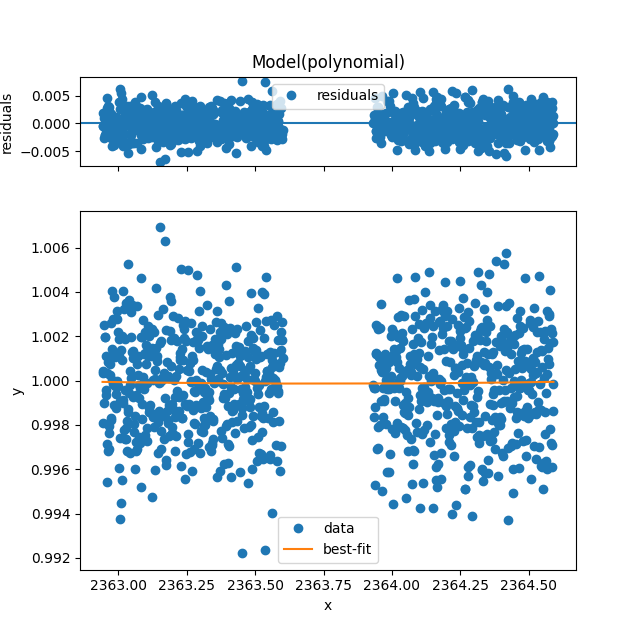 Model(polynomial)
residuals
0.005
0.000
−0.005
residuals
1.006
1.004
1.002
1.000
0.998
0.996
0.994
0.992
y
data
best-fit
2363.00 2363.25 2363.50 2363.75 2364.00 2364.25 2364.50
x